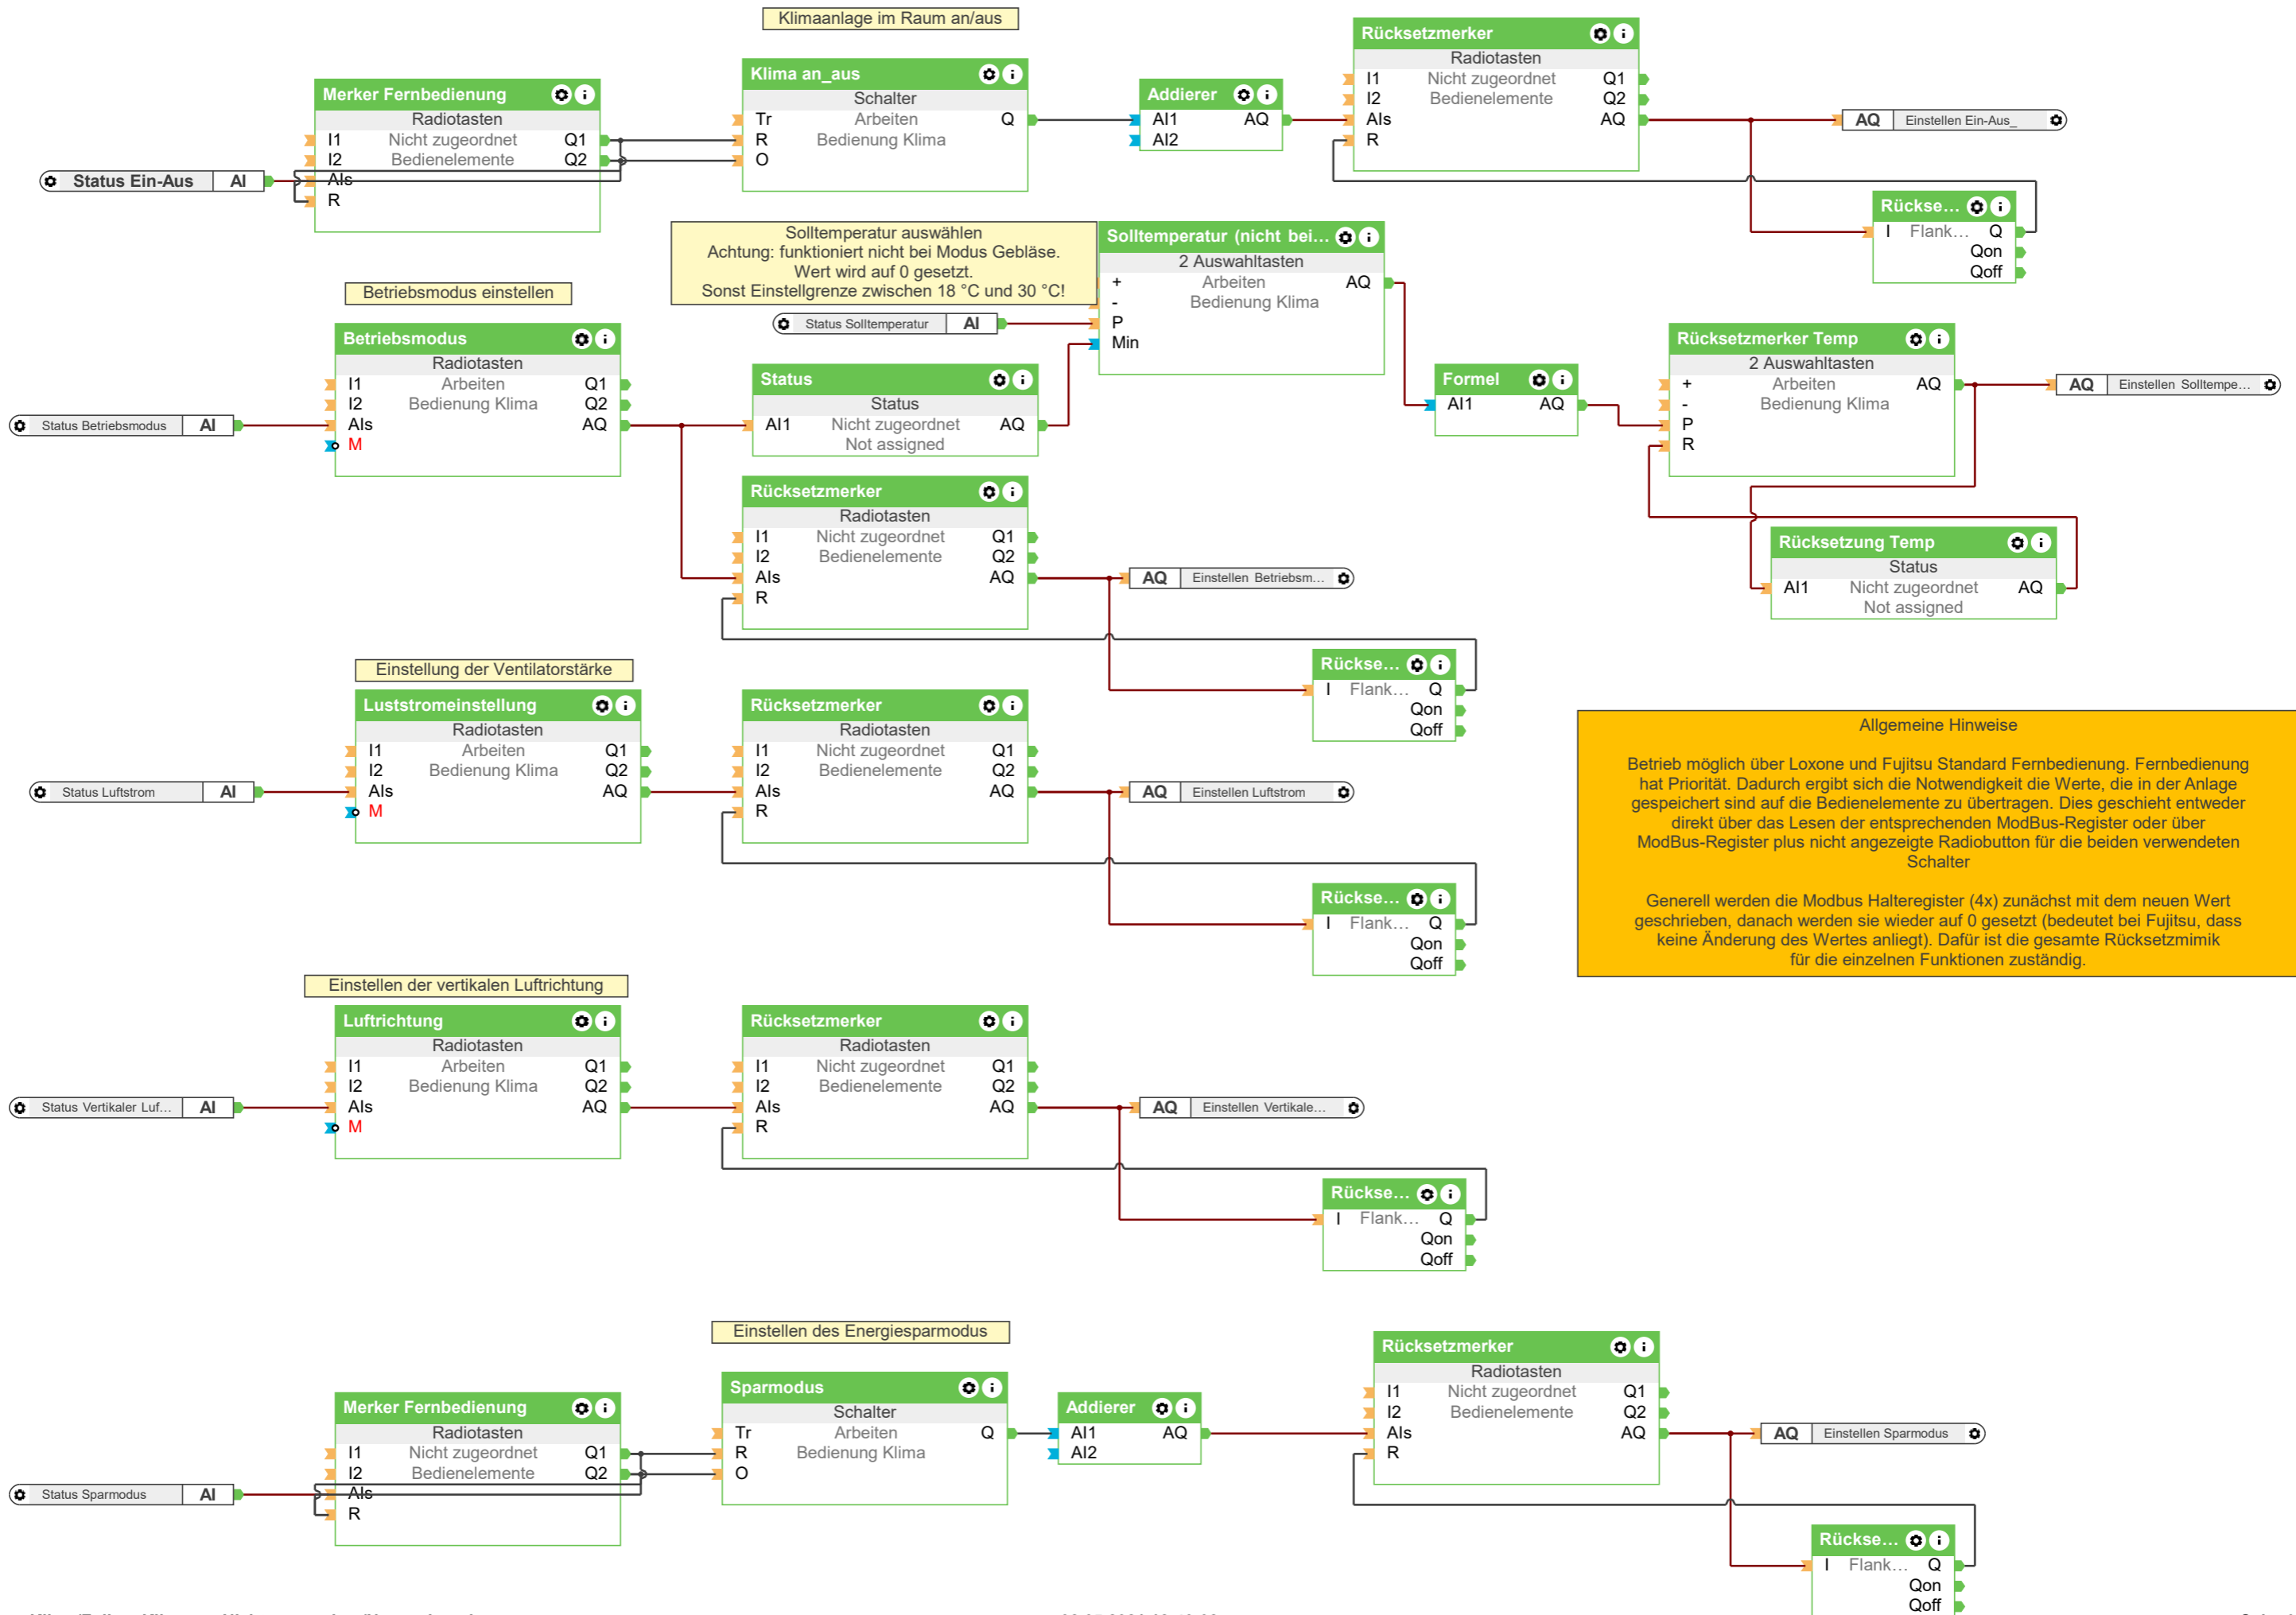 Klimaanlage im Raum an/aus
Merker Fernbedienung
Radiotasten
I1 Nicht zugeordnet Q1
I2 Bedienelemente Q2
AIs
R
Status Ein-Aus AI
Klima an_aus
Schalter
Tr Arbeiten Q
R Bedienung Klima
O
Addierer
AI1 AQ
AI2
Rücksetzmerker
Radiotasten
I1 Nicht zugeordnet Q1
I2 Bedienelemente Q2
AIs AQ
R
AQ Einstellen Ein-Aus_
Rückse...
I Flank... Q
Qon
Qoff
Solltemperatur auswählen
Achtung: funktioniert nicht bei Modus Gebläse.
Wert wird auf 0 gesetzt.
Sonst Einstellgrenze zwischen 18 °C und 30 °C!
Solltemperatur (nicht bei...
2 Auswahltasten
+ Arbeiten AQ
- Bedienung Klima
P
Min
Status Solltemperatur AI
Betriebsmodus einstellen
Betriebsmodus
Radiotasten
I1 Arbeiten Q1
I2 Bedienung Klima Q2
AIs AQ
M
Status Betriebsmodus AI
Status
Status
AI1 Nicht zugeordnet AQ
Not assigned
Formel
AI1 AQ
Rücksetzmerker Temp
2 Auswahltasten
+ Arbeiten AQ
- Bedienung Klima
P
R
AQ Einstellen Solltempe...
Rücksetzung Temp
Status
AI1 Nicht zugeordnet AQ
Not assigned
Rücksetzmerker
Radiotasten
I1 Nicht zugeordnet Q1
I2 Bedienelemente Q2
AIs AQ
R
AQ Einstellen Betriebsm...
Rückse...
I Flank... Q
Qon
Qoff
Einstellung der Ventilatorstärke
Luststromeinstellung
Radiotasten
I1 Arbeiten Q1
I2 Bedienung Klima Q2
AIs AQ
M
Status Luftstrom AI
Rücksetzmerker
Radiotasten
I1 Nicht zugeordnet Q1
I2 Bedienelemente Q2
AIs AQ
R
AQ Einstellen Luftstrom
Rückse...
I Flank... Q
Qon
Qoff
Allgemeine Hinweise
Betrieb möglich über Loxone und Fujitsu Standard Fernbedienung. Fernbedienung
hat Priorität. Dadurch ergibt sich die Notwendigkeit die Werte, die in der Anlage
gespeichert sind auf die Bedienelemente zu übertragen. Dies geschieht entweder
direkt über das Lesen der entsprechenden ModBus-Register oder über
ModBus-Register plus nicht angezeigte Radiobutton für die beiden verwendeten
Schalter
Generell werden die Modbus Halteregister (4x) zunächst mit dem neuen Wert
geschrieben, danach werden sie wieder auf 0 gesetzt (bedeutet bei Fujitsu, dass
keine Änderung des Wertes anliegt). Dafür ist die gesamte Rücksetzmimik
für die einzelnen Funktionen zuständig.
Einstellen der vertikalen Luftrichtung
Luftrichtung
Radiotasten
I1 Arbeiten Q1
I2 Bedienung Klima Q2
AIs AQ
M
Status Vertikaler Luf... AI
Rücksetzmerker
Radiotasten
I1 Nicht zugeordnet Q1
I2 Bedienelemente Q2
AIs AQ
R
AQ Einstellen Vertikale...
Rückse...
I Flank... Q
Qon
Qoff
Einstellen des Energiesparmodus
Merker Fernbedienung
Radiotasten
I1 Nicht zugeordnet Q1
I2 Bedienelemente Q2
AIs
R
Status Sparmodus AI
Sparmodus
Schalter
Tr Arbeiten Q
R Bedienung Klima
O
Addierer
AI1 AQ
AI2
Rücksetzmerker
Radiotasten
I1 Nicht zugeordnet Q1
I2 Bedienelemente Q2
AIs AQ
R
AQ Einstellen Sparmodus
Rückse...
I Flank... Q
Qon
Qoff